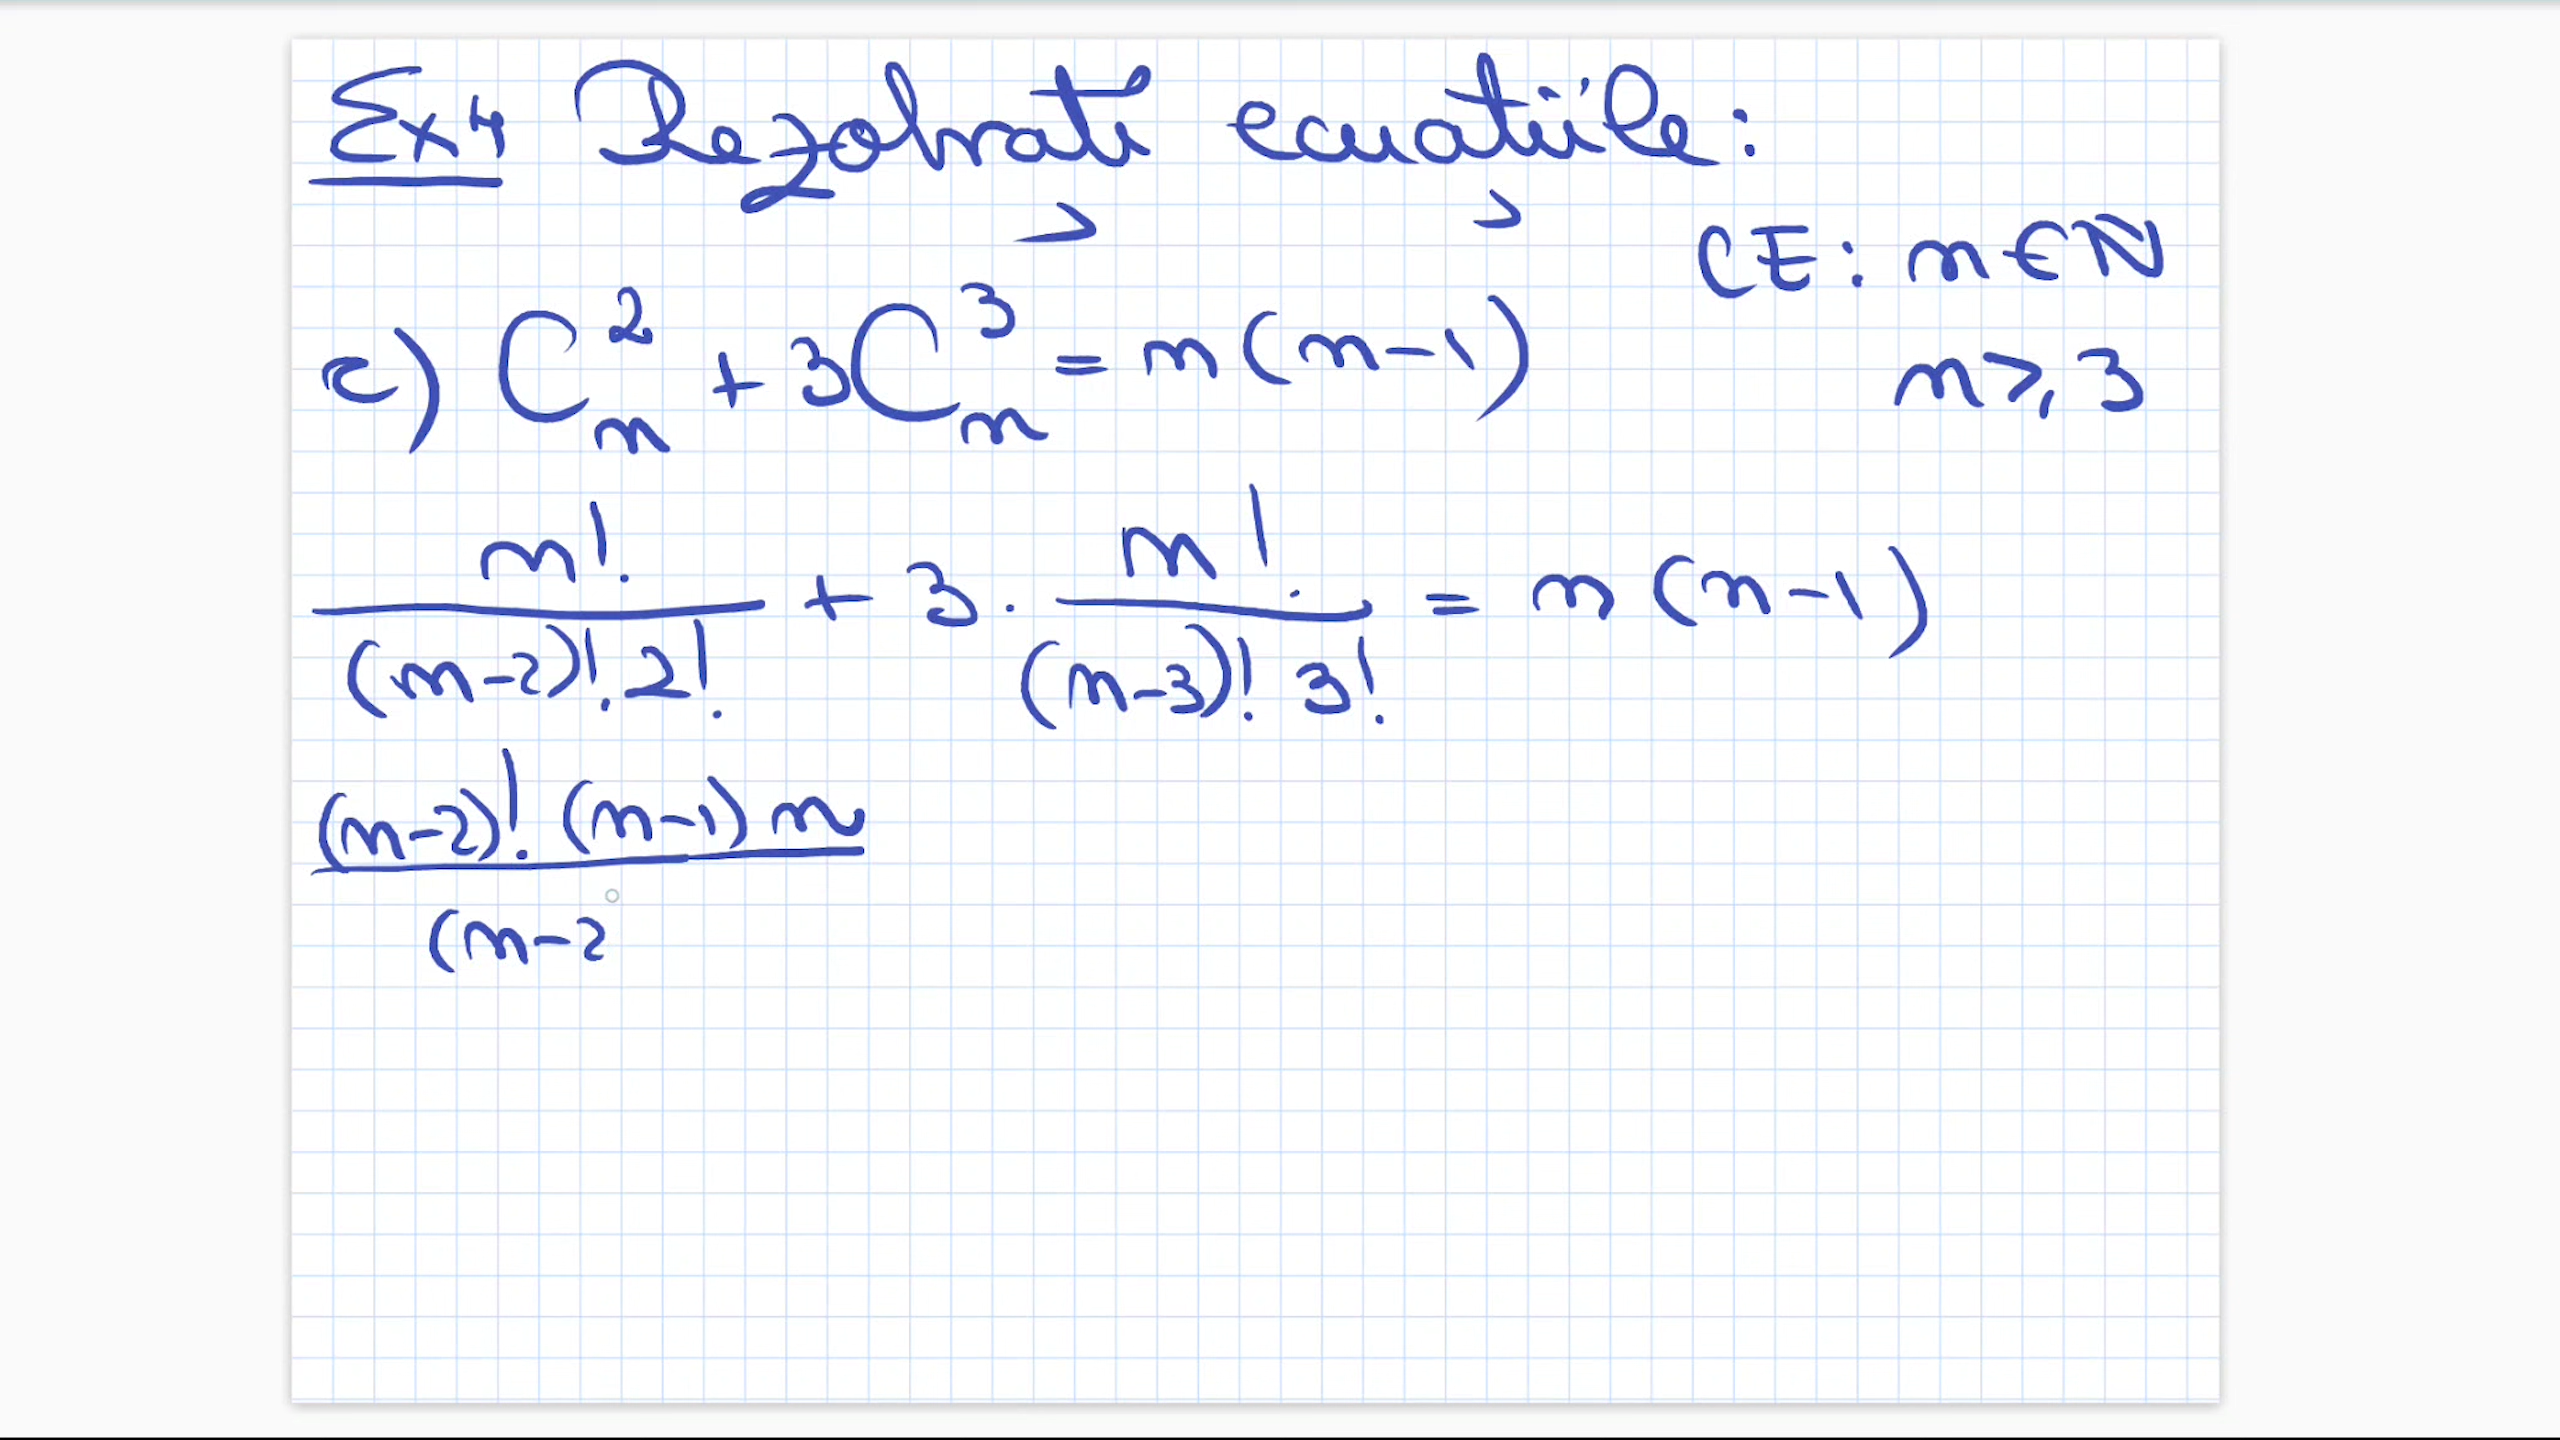 Ex4 Rezolvați ecuațiile:
CE: n∈ℕ
n ≥ 3
c) C_n^2 + 3C_n^3 = n(n-1)
n!/((n-2)!·2!) + 3· n!/((n-3)! 3!) = n(n-1)
(n-2)! (n-1) n
(n-2